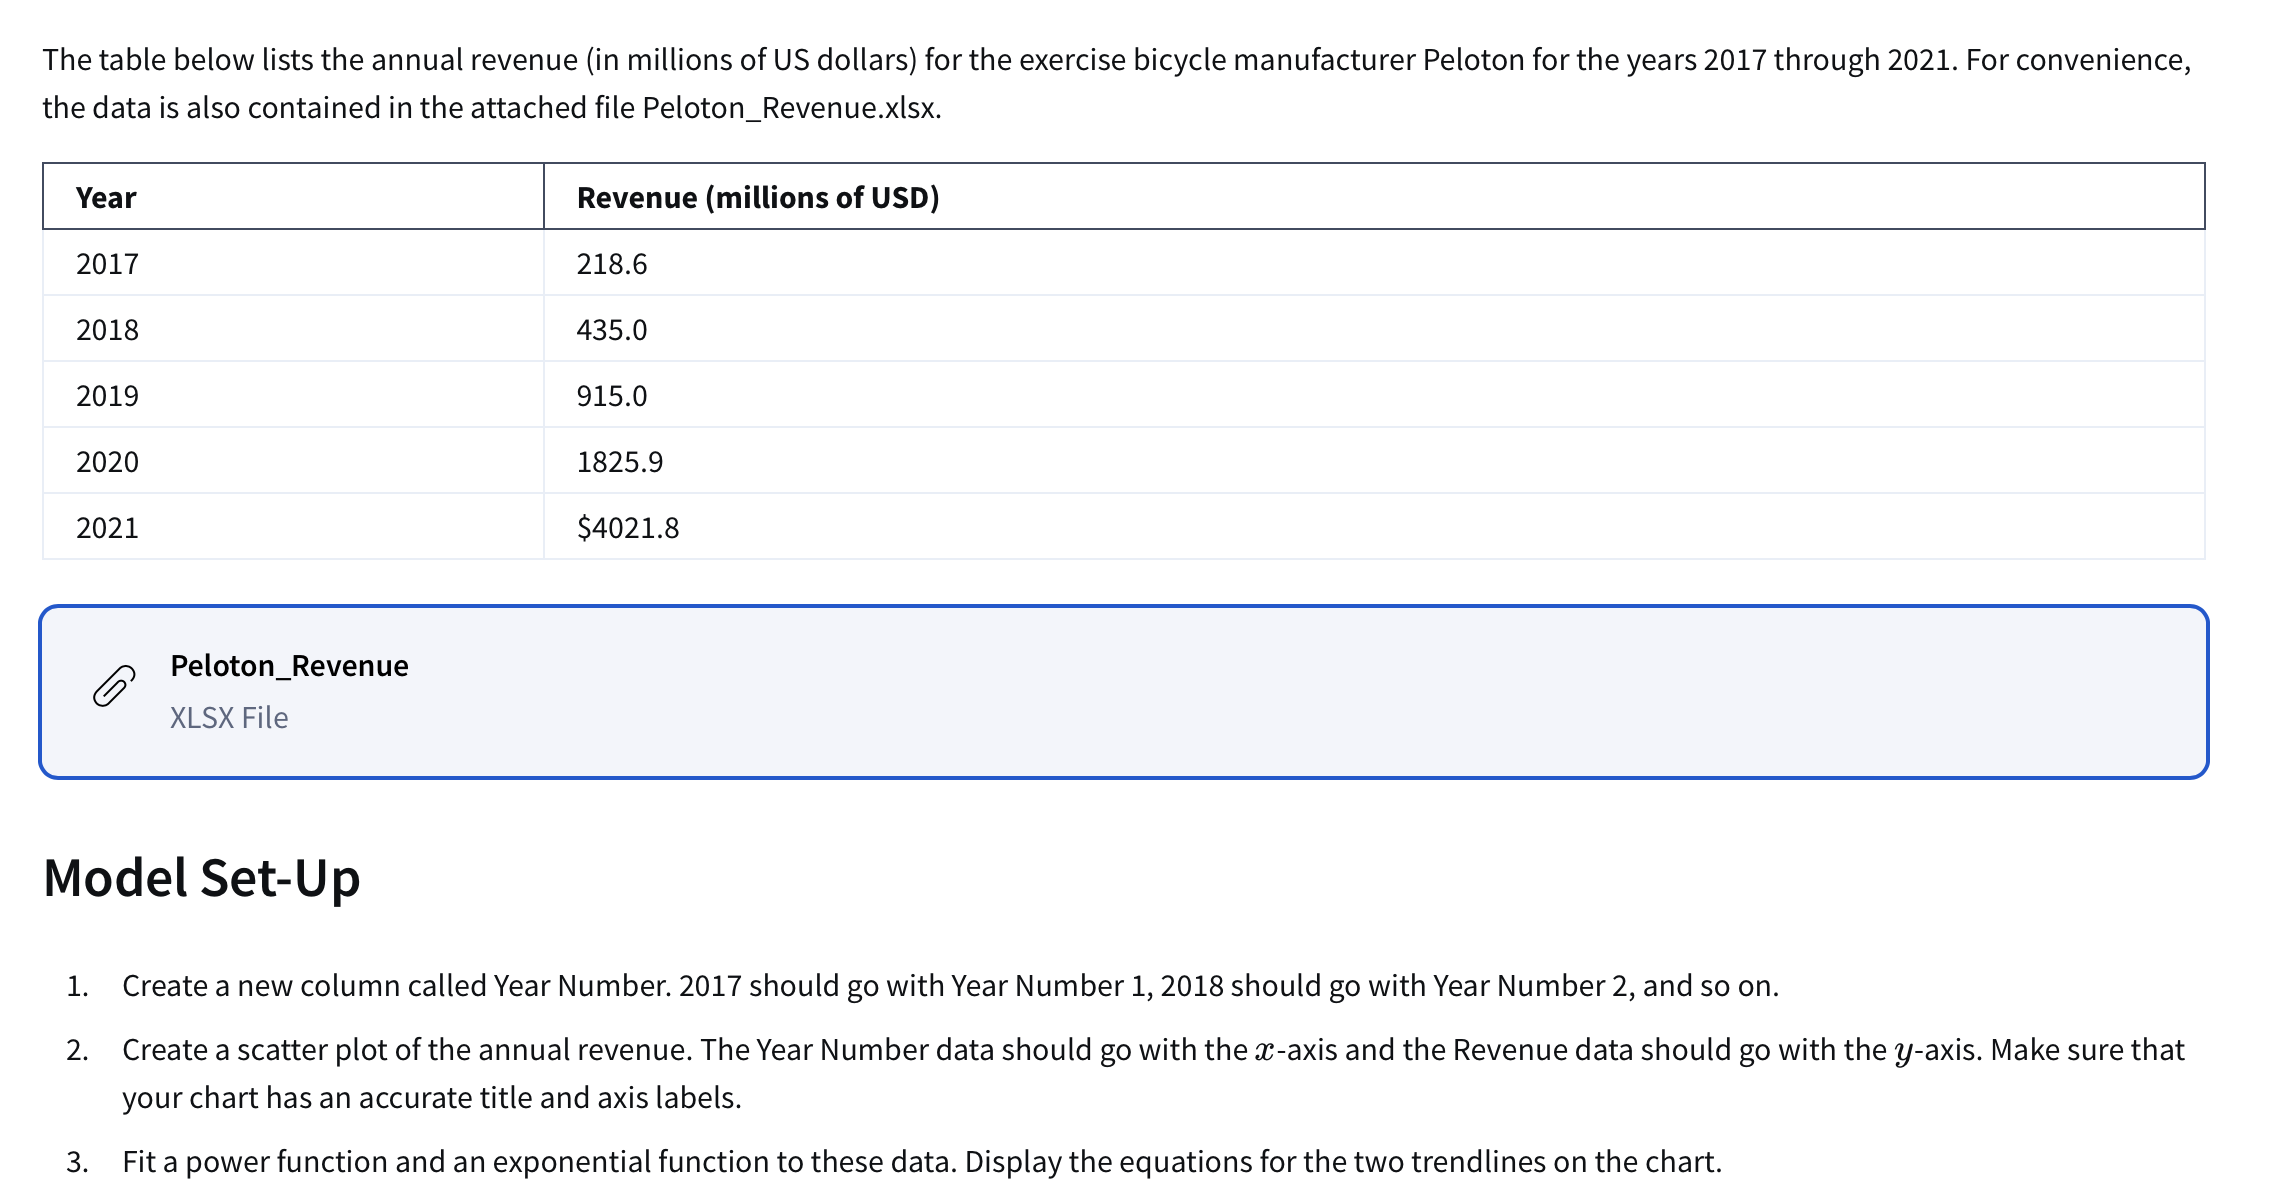 The table below lists the annual revenue (in millions of US dollars) for the exercise bicycle manufacturer Peloton for the years 2017 through 2021. For convenience,
the data is also contained in the attached file Peloton_Revenue.xlsx.
Year Revenue (millions of USD)
2017 218.6
2018 435.0
2019 915.0
2020 1825.9
2021 $4021.8
Peloton_Revenue
XLSX File
Model Set-Up
1. Create a new column called Year Number. 2017 should go with Year Number 1, 2018 should go with Year Number 2, and so on.
2. Create a scatter plot of the annual revenue. The Year Number data should go with the x-axis and the Revenue data should go with the y-axis. Make sure that
your chart has an accurate title and axis labels.
3. Fit a power function and an exponential function to these data. Display the equations for the two trendlines on the chart.